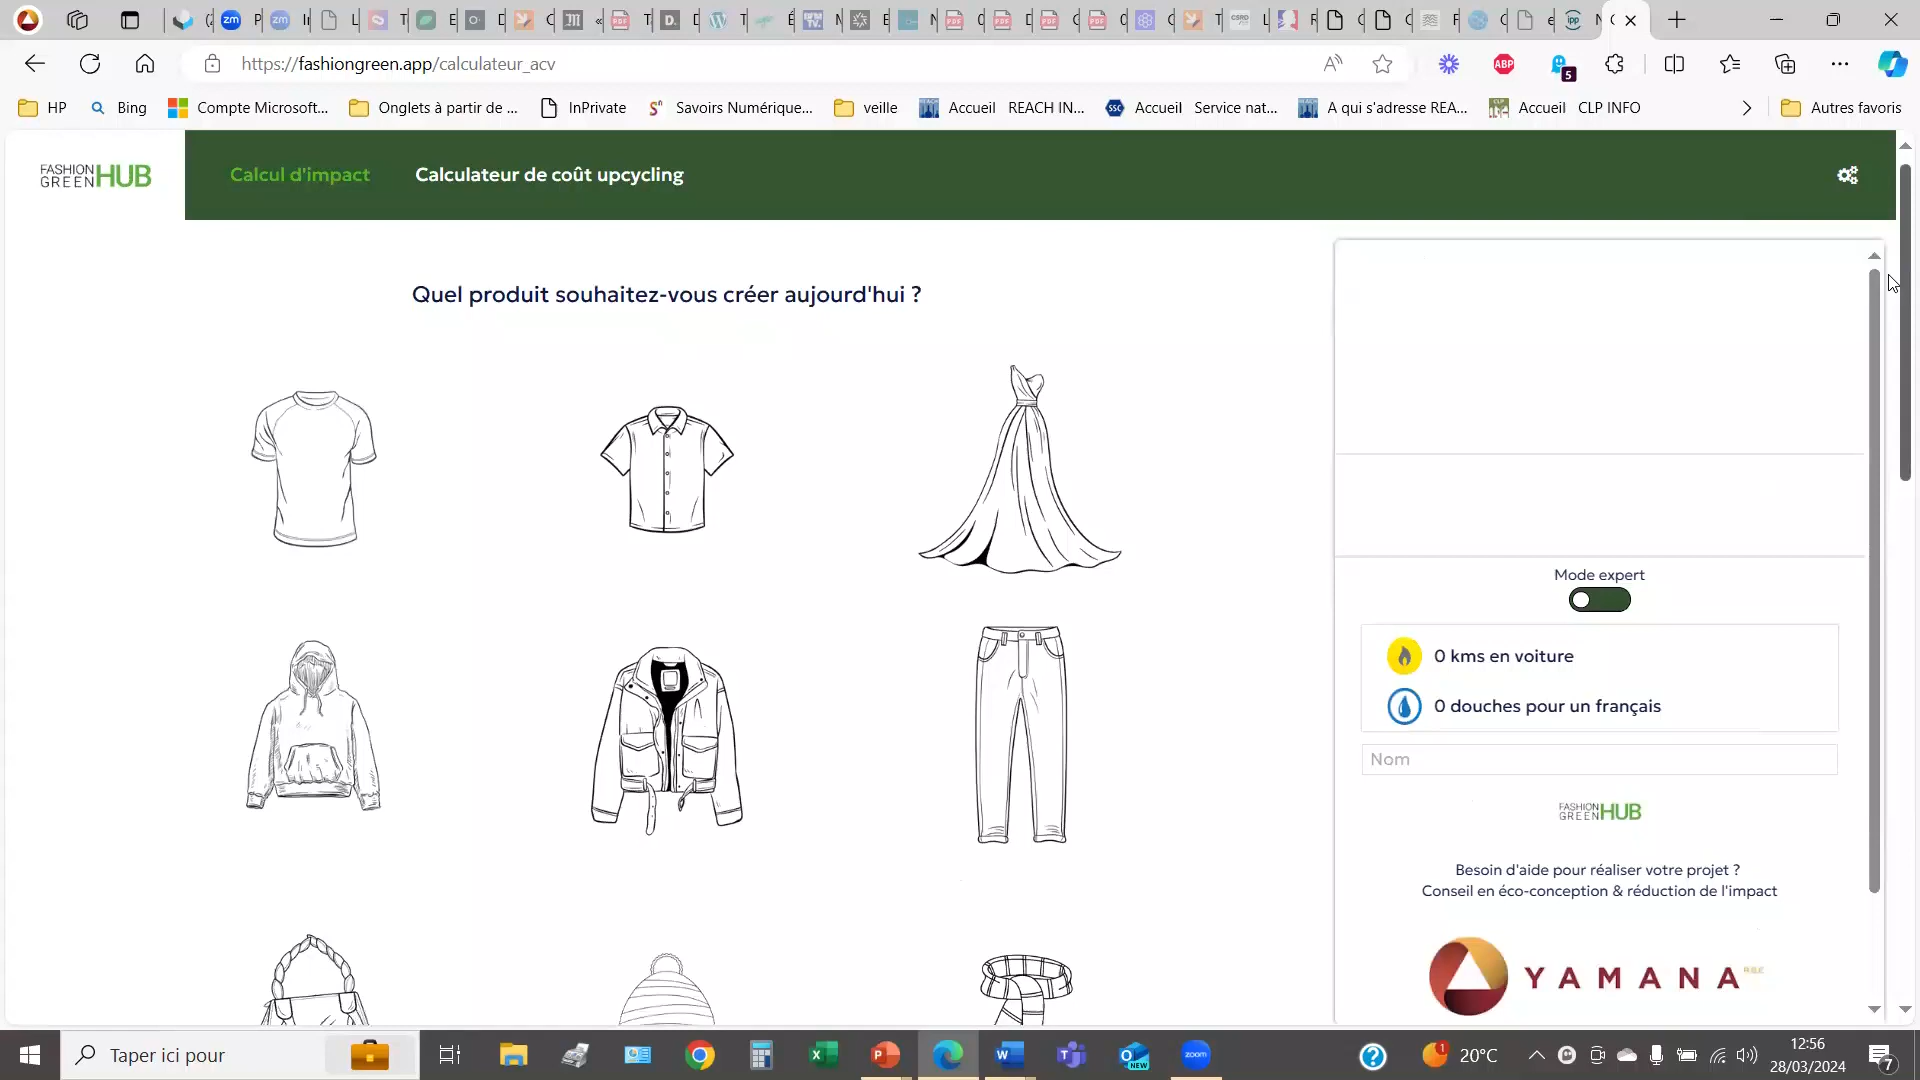 https://fashiongreen.app/calculateur_acv
ABP
5
HP
Bing
Compte Microsoft...
Onglets à partir de ...
InPrivate
Savoirs Numérique...
veille
Accueil REACH IN...
Accueil Service nat...
A qui s'adresse REA...
Accueil CLP INFO
Autres favoris
FASHION
GREEN HUB
Calcul d'impact
Calculateur de coût upcycling
Quel produit souhaitez-vous créer aujourd'hui ?
Mode expert
0 kms en voiture
0 douches pour un français
Nom
FASHION
GREEN HUB
Besoin d'aide pour réaliser votre projet ?
Conseil en éco-conception & réduction de l'impact
YAMANA
Taper ici pour
20°C
12:56
28/03/2024
7